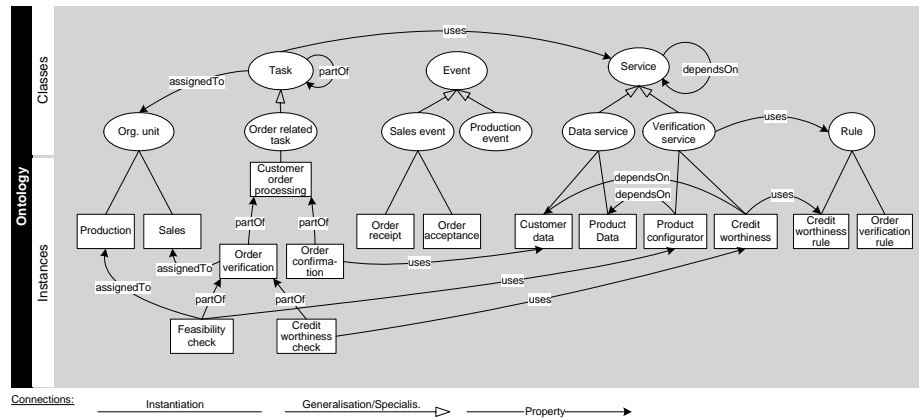 Ontology
Classes
Instances
uses
Task
partOf
Event
Service
dependsOn
assignedTo
Org. unit
Order related
task
Sales event
Production
event
Data service
Verification
service
uses
Rule
Customer
order
processing
dependsOn
dependsOn
uses
partOf
partOf
Production
Sales
Order
receipt
Order
acceptance
Customer
data
Product
Data
Product
configurator
Credit
worthiness
Credit
worthiness
rule
Order
verification
rule
assignedTo
Order
verification
Order
confirma-
tion
uses
assignedTo
partOf
partOf
uses
uses
Feasibility
check
Credit
worthiness
check
Connections:
Instantiation
Generalisation/Specialis.
Property